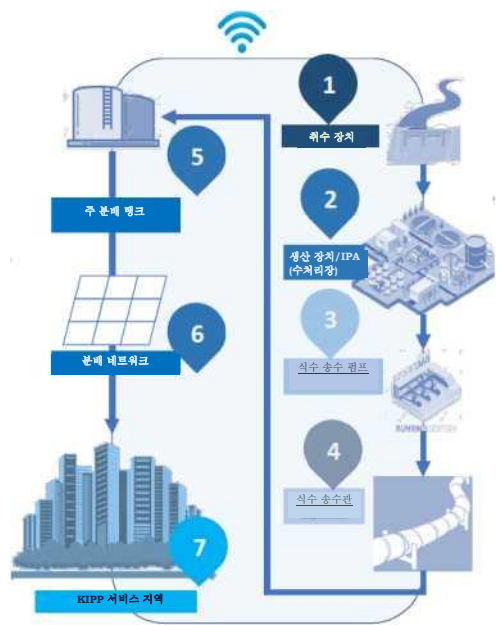 1
취수 장치
2
생산 장치/IPA
(수처리장)
3
식수 송수 펌프
4
식수 송수관
5
주 분배 탱크
6
분배 네트워크
7
KIPP 서비스 지역